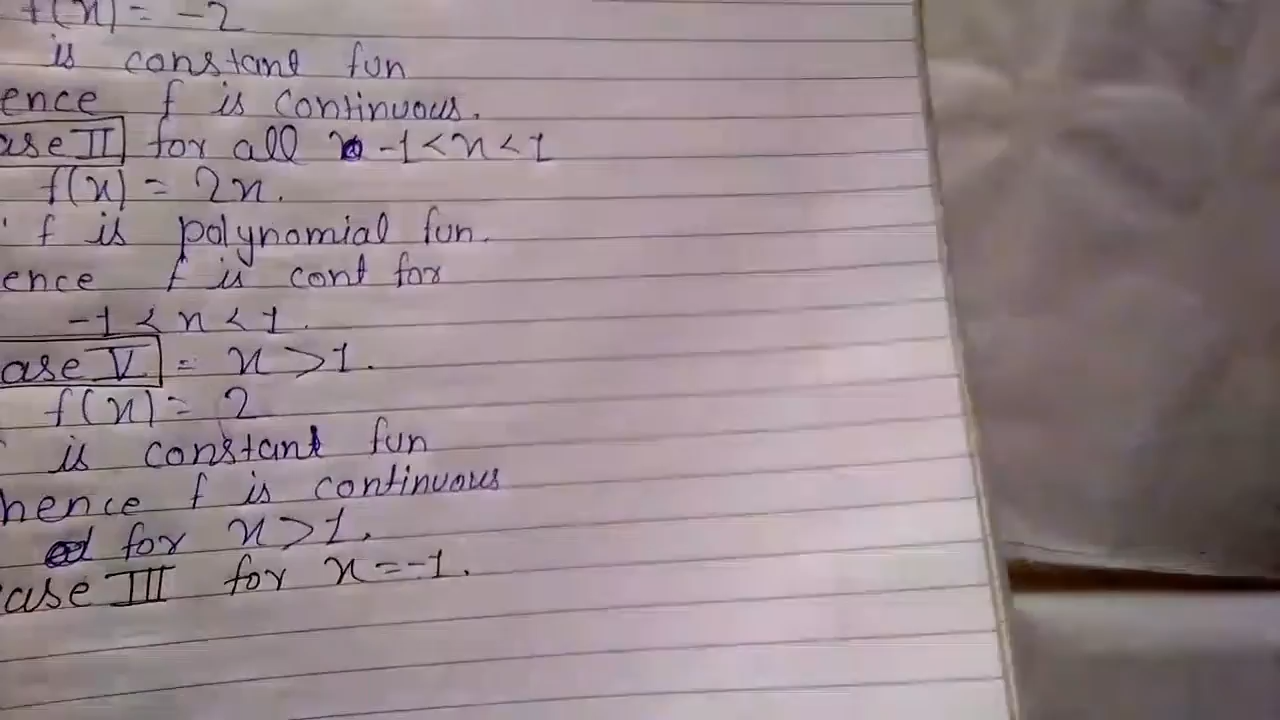 f(x) = -2
is constant fun
ence f is continuous.
ase II for all -1 < x < 1
f(x) = 2x.
f is polynomial fun.
ence f is cont for
-1 < x < 1.
ase V = x > 1.
f(x) = 2
is constant fun
hence f is continuous
for x > 1.
ase III for x = -1.